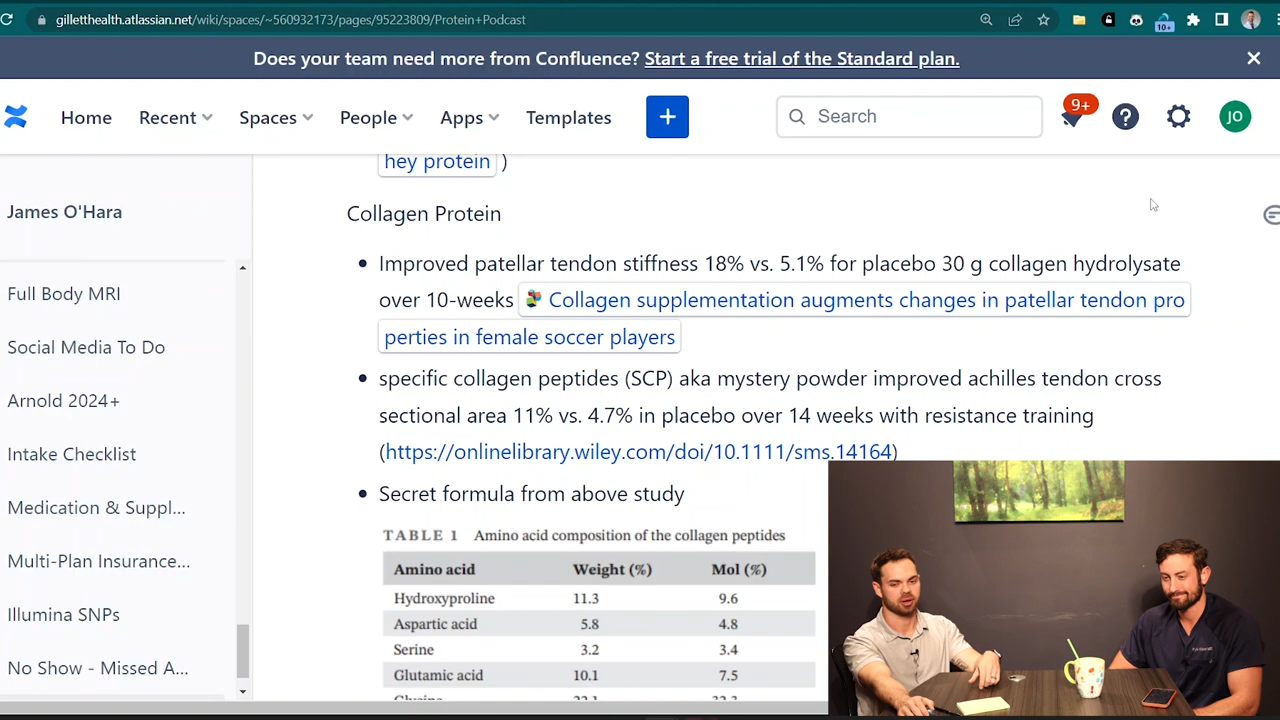 gilletthealth.atlassian.net/wiki/spaces/~560932173/pages/95223809/Protein+Podcast
10+
Does your team need more from Confluence? Start a free trial of the Standard plan.
Home Recent Spaces People Apps Templates + Search 9+ ? JO
hey protein )
James O'Hara
Full Body MRI
Social Media To Do
Arnold 2024+
Intake Checklist
Medication & Suppl...
Multi-Plan Insurance...
Illumina SNPs
No Show - Missed A...
Collagen Protein
• Improved patellar tendon stiffness 18% vs. 5.1% for placebo 30 g collagen hydrolysate
over 10-weeks Collagen supplementation augments changes in patellar tendon pro
perties in female soccer players
• specific collagen peptides (SCP) aka mystery powder improved achilles tendon cross
sectional area 11% vs. 4.7% in placebo over 14 weeks with resistance training
(https://onlinelibrary.wiley.com/doi/10.1111/sms.14164)
• Secret formula from above study
TABLE 1 Amino acid composition of the collagen peptides
Amino acid Weight (%) Mol (%)
Hydroxyproline 11.3 9.6
Aspartic acid 5.8 4.8
Serine 3.2 3.4
Glutamic acid 10.1 7.5
Glycine 22.1 32.3